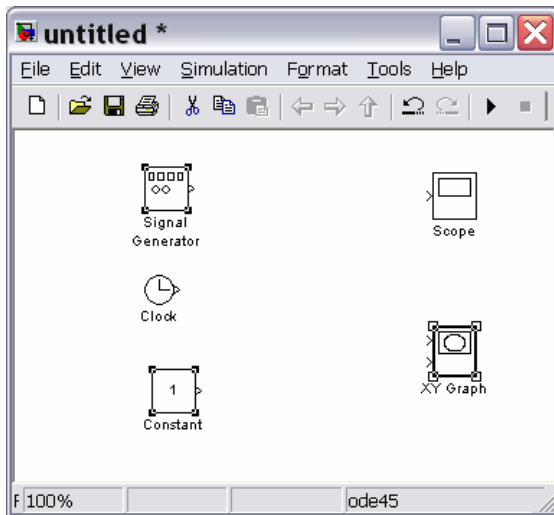 untitled *
File Edit View Simulation Format Tools Help
Signal
Generator
Scope
Clock
1
XY Graph
Constant
F 100% ode45